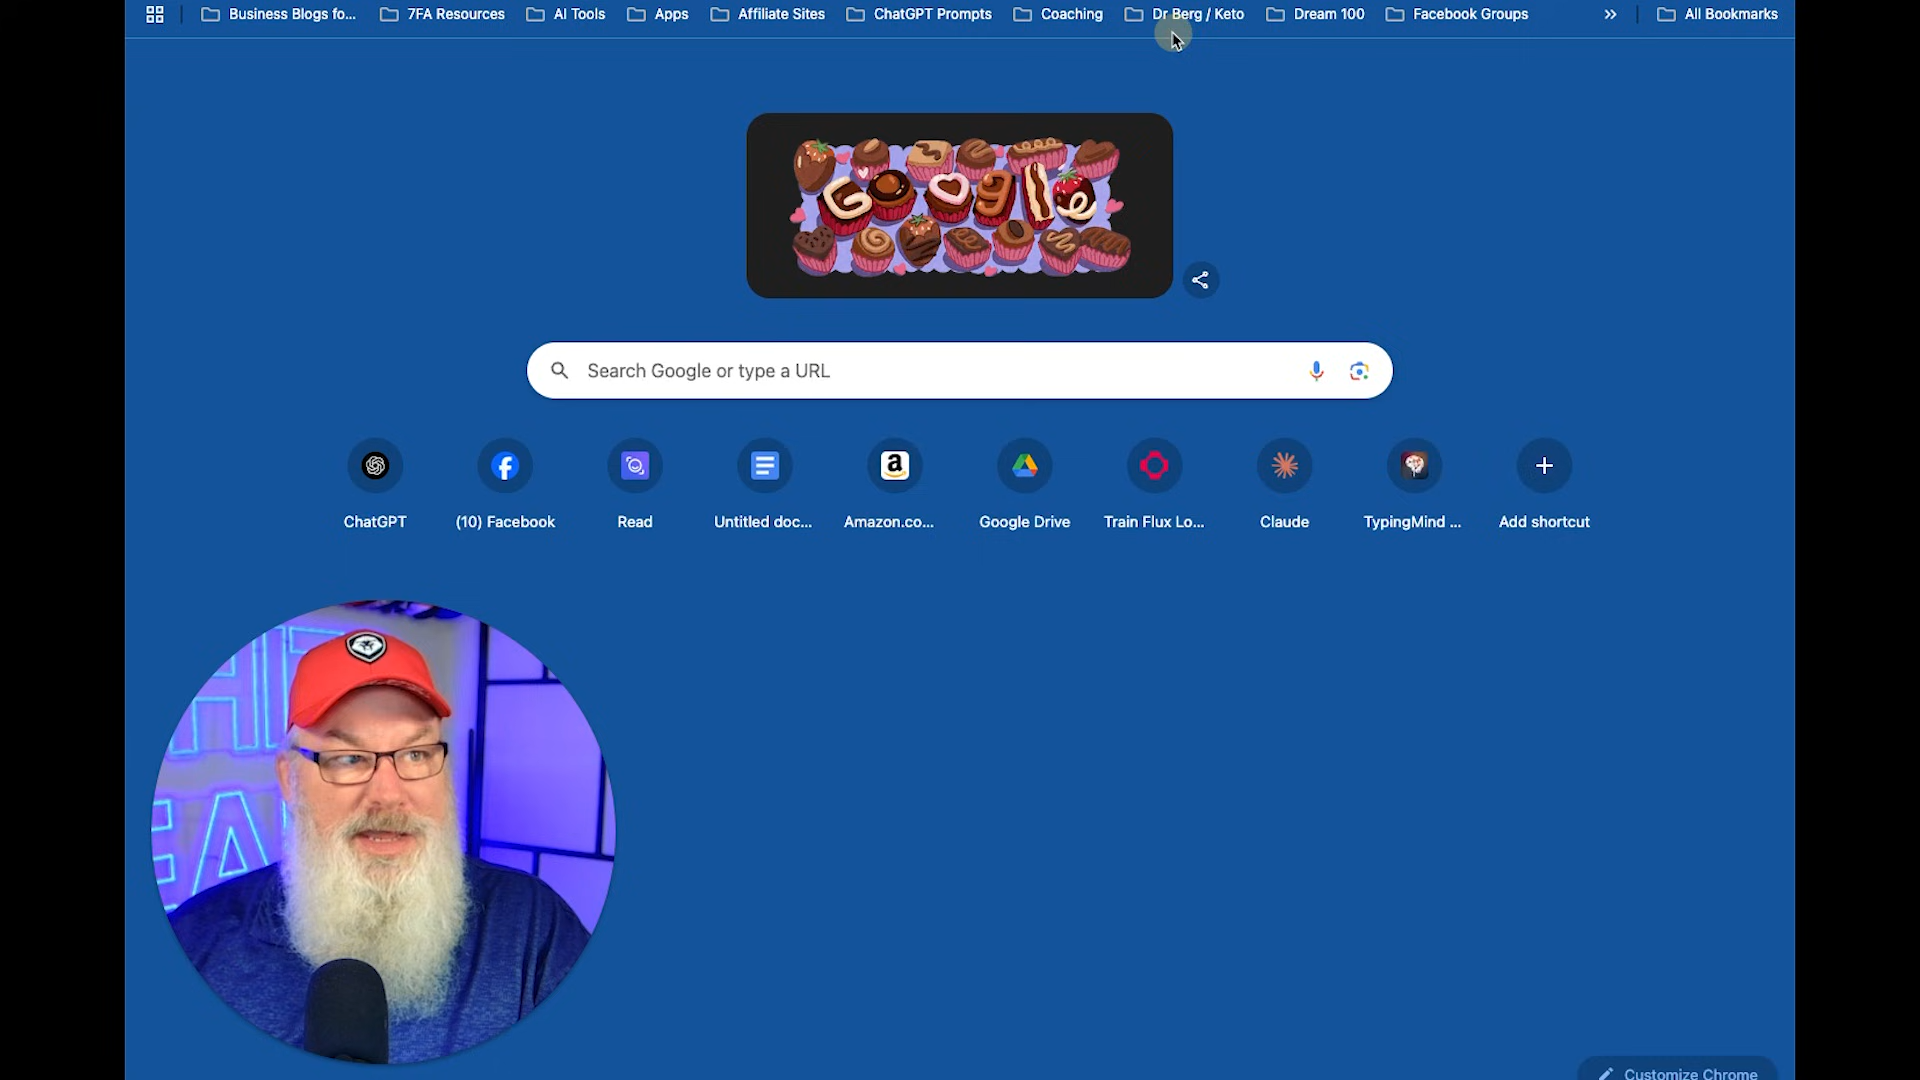 Business Blogs fo... 7FA Resources AI Tools Apps Affiliate Sites ChatGPT Prompts Coaching Dr Berg / Keto Dream 100 Facebook Groups » All Bookmarks
Google
Search Google or type a URL
a
ChatGPT (10) Facebook Read Untitled doc... Amazon.co... Google Drive Train Flux Lo... Claude TypingMind ... Add shortcut
Customize Chrome